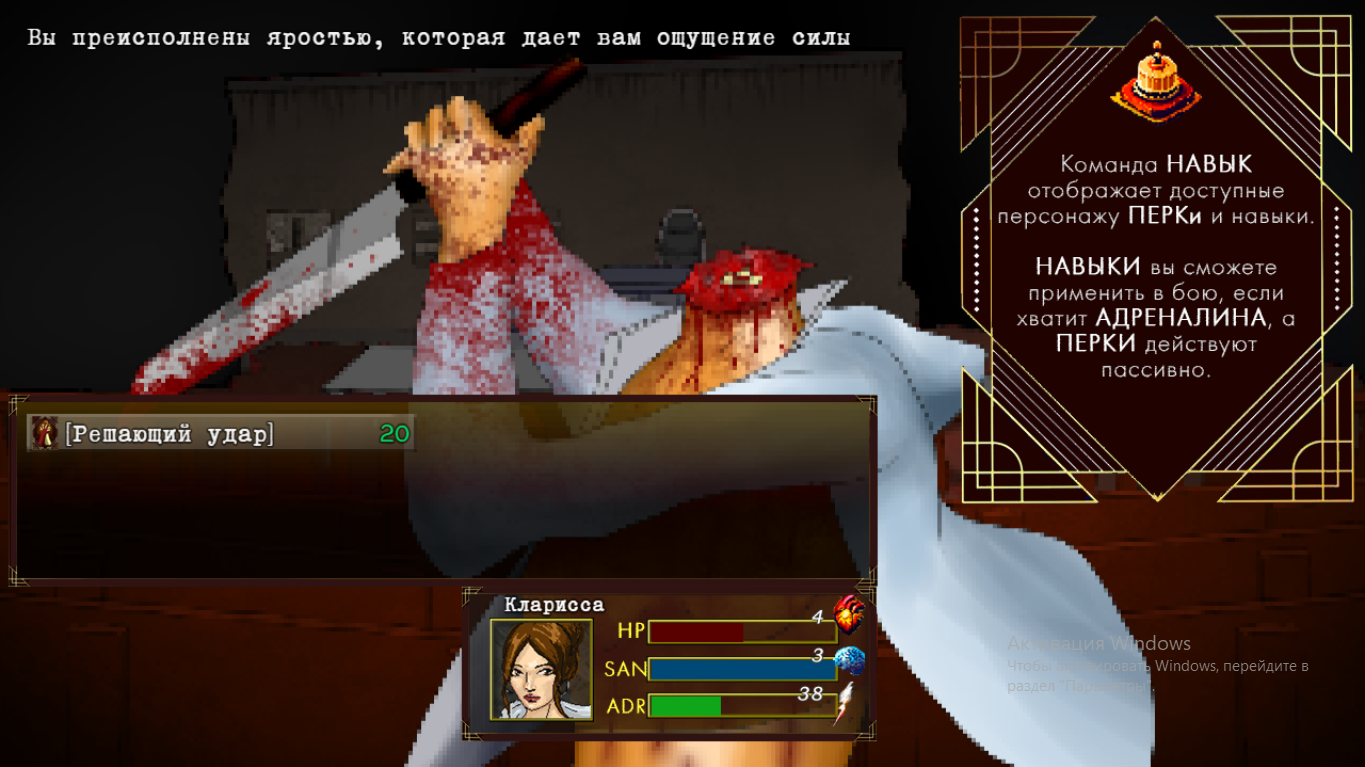 Вы преисполнены яростью, которая дает вам ощущение силы
Команда НАВЫК
отображает доступные
персонажу ПЕРКи и навыки.
НАВЫКИ вы сможете
применить в бою, если
хватит АДРЕНАЛИНА, а
ПЕРКИ действуют
пассивно.
[Решающий удар] 20
Кларисса
HP 4
SAN 3
ADR 38
Активация Windows
Чтобы активировать Windows, перейдите в
раздел "Параметры".